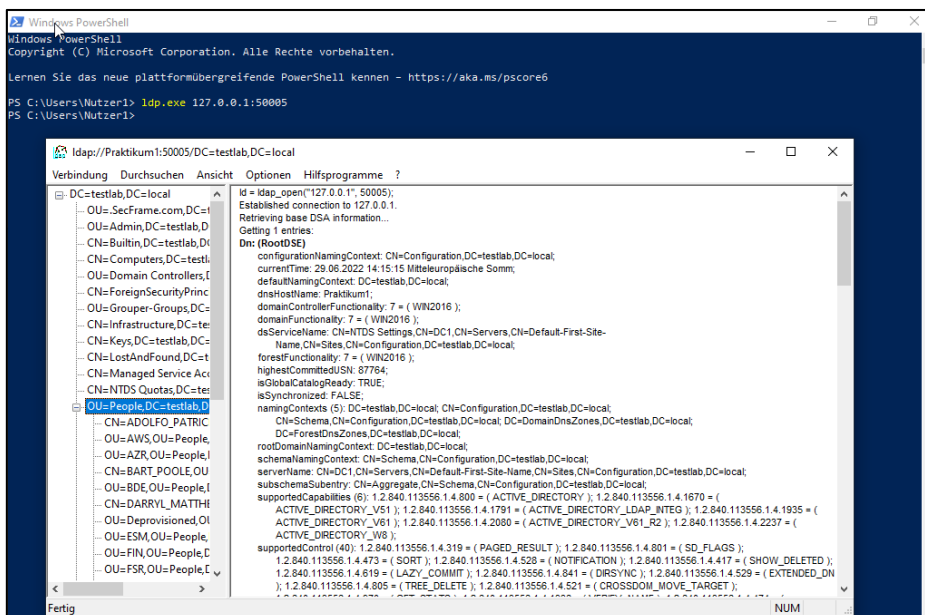 Windows PowerShell
Windows PowerShell
Copyright (C) Microsoft Corporation. Alle Rechte vorbehalten.
Lernen Sie das neue plattformübergreifende PowerShell kennen – https://aka.ms/pscore6
PS C:\Users\Nutzer1> ldp.exe 127.0.0.1:50005
PS C:\Users\Nutzer1>
ldap://Praktikum1:50005/DC=testlab,DC=local
Verbindung Durchsuchen Ansicht Optionen Hilfsprogramme ?
DC=testlab,DC=local
OU=.SecFrame.com,DC=t
OU=Admin,DC=testlab,D
CN=Builtin,DC=testlab,D
CN=Computers,DC=testl
OU=Domain Controllers,
CN=ForeignSecurityPrinc
OU=Grouper-Groups,DC=
CN=Infrastructure,DC=te
CN=Keys,DC=testlab,DC=
CN=LostAndFound,DC=t
CN=Managed Service Acc
CN=NTDS Quotas,DC=tes
OU=People,DC=testlab,D
CN=ADOLFO_PATRIC
OU=AWS,OU=People,
OU=AZR,OU=People,
CN=BART_POOLE,OU
OU=BDE,OU=People,
CN=DARRYL_MATTHE
OU=Deprovisioned,O
OU=ESM,OU=People,
OU=FIN,OU=People,D
OU=FSR,OU=People,
ld = ldap_open("127.0.0.1", 50005);
Established connection to 127.0.0.1.
Retrieving base DSA information...
Getting 1 entries:
Dn: (RootDSE)
configurationNamingContext: CN=Configuration,DC=testlab,DC=local;
currentTime: 29.06.2022 14:15:15 Mitteleuropäische Somm;
defaultNamingContext: DC=testlab,DC=local;
dnsHostName: Praktikum1;
domainControllerFunctionality: 7 = ( WIN2016 );
domainFunctionality: 7 = ( WIN2016 );
dsServiceName: CN=NTDS Settings,CN=DC1,CN=Servers,CN=Default-First-Site-
Name,CN=Sites,CN=Configuration,DC=testlab,DC=local;
forestFunctionality: 7 = ( WIN2016 );
highestCommittedUSN: 87764;
isGlobalCatalogReady: TRUE;
isSynchronized: FALSE;
namingContexts (5): DC=testlab,DC=local; CN=Configuration,DC=testlab,DC=local;
CN=Schema,CN=Configuration,DC=testlab,DC=local; DC=DomainDnsZones,DC=testlab,DC=local;
DC=ForestDnsZones,DC=testlab,DC=local;
rootDomainNamingContext: DC=testlab,DC=local;
schemaNamingContext: CN=Schema,CN=Configuration,DC=testlab,DC=local;
serverName: CN=DC1,CN=Servers,CN=Default-First-Site-Name,CN=Sites,CN=Configuration,DC=testlab,DC=local;
subschemaSubentry: CN=Aggregate,CN=Schema,CN=Configuration,DC=testlab,DC=local;
supportedCapabilities (6): 1.2.840.113556.1.4.800 = ( ACTIVE_DIRECTORY ); 1.2.840.113556.1.4.1670 = (
ACTIVE_DIRECTORY_V51 ); 1.2.840.113556.1.4.1791 = ( ACTIVE_DIRECTORY_LDAP_INTEG ); 1.2.840.113556.1.4.1935 = (
ACTIVE_DIRECTORY_V61 ); 1.2.840.113556.1.4.2080 = ( ACTIVE_DIRECTORY_V61_R2 ); 1.2.840.113556.1.4.2237 = (
ACTIVE_DIRECTORY_W8 );
supportedControl (40): 1.2.840.113556.1.4.319 = ( PAGED_RESULT ); 1.2.840.113556.1.4.801 = ( SD_FLAGS );
1.2.840.113556.1.4.473 = ( SORT ); 1.2.840.113556.1.4.528 = ( NOTIFICATION ); 1.2.840.113556.1.4.417 = ( SHOW_DELETED );
1.2.840.113556.1.4.619 = ( LAZY_COMMIT ); 1.2.840.113556.1.4.841 = ( DIRSYNC ); 1.2.840.113556.1.4.529 = ( EXTENDED_DN
); 1.2.840.113556.1.4.805 = ( TREE_DELETE ); 1.2.840.113556.1.4.521 = ( CROSSDOM_MOVE_TARGET );
Fertig
NUM